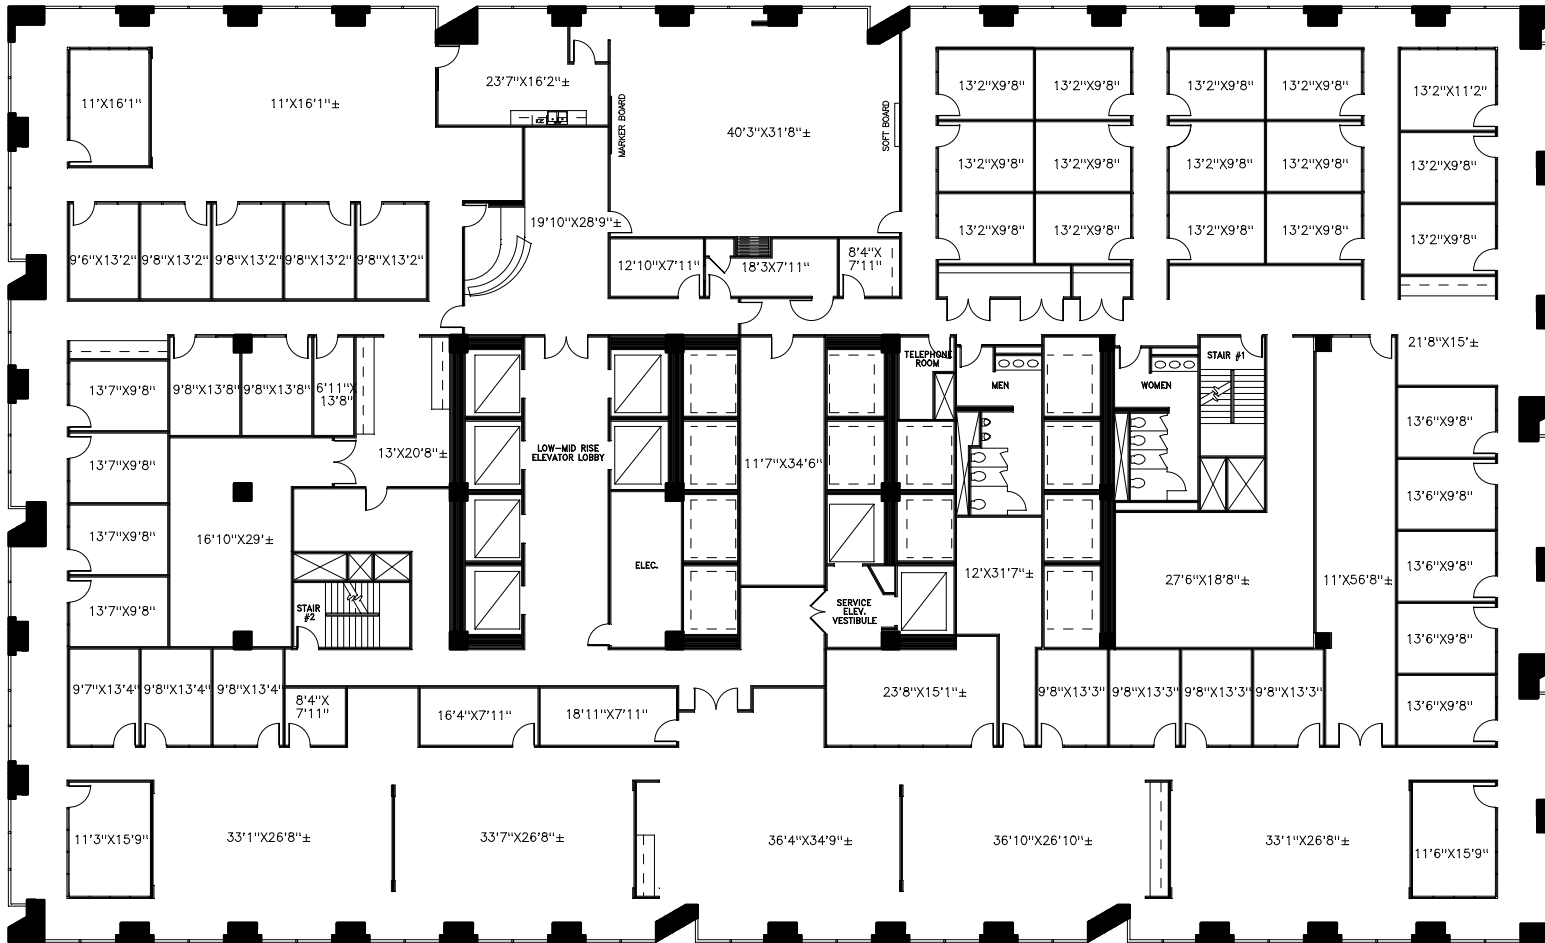 11'X16'1"
11'X16'1"±
23'7"X16'2"±
MARKER BOARD
40'3"X31'8"±
SOFT BOARD
13'2"X9'8"
13'2"X9'8"
13'2"X9'8"
13'2"X9'8"
13'2"X11'2"
13'2"X9'8"
13'2"X9'8"
13'2"X9'8"
13'2"X9'8"
13'2"X9'8"
19'10"X28'9"±
13'2"X9'8"
13'2"X9'8"
13'2"X9'8"
13'2"X9'8"
13'2"X9'8"
9'6"X13'2"
9'8"X13'2"
9'8"X13'2"
9'8"X13'2"
9'8"X13'2"
12'10"X7'11"
18'3X7'11"
8'4"X
7'11"
21'8"X15'±
13'7"X9'8"
9'8"X13'8"
9'8"X13'8"
6'11"X
13'8"
TELEPHONE
ROOM
MEN
WOMEN
STAIR #1
13'6"X9'8"
13'7"X9'8"
13'X20'8"±
LOW-MID RISE
ELEVATOR LOBBY
11'7"X34'6"
13'6"X9'8"
13'7"X9'8"
16'10"X29'±
ELEC.
12'X31'7"±
27'6"X18'8"±
11'X56'8"±
13'6"X9'8"
13'7"X9'8"
STAIR
#2
SERVICE
ELEV.
VESTIBULE
13'6"X9'8"
9'7"X13'4"
9'8"X13'4"
9'8"X13'4"
8'4"X
7'11"
16'4"X7'11"
18'11"X7'11"
23'8"X15'1"±
9'8"X13'3"
9'8"X13'3"
9'8"X13'3"
9'8"X13'3"
13'6"X9'8"
11'3"X15'9"
33'1"X26'8"±
33'7"X26'8"±
36'4"X34'9"±
36'10"X26'10"±
33'1"X26'8"±
11'6"X15'9"